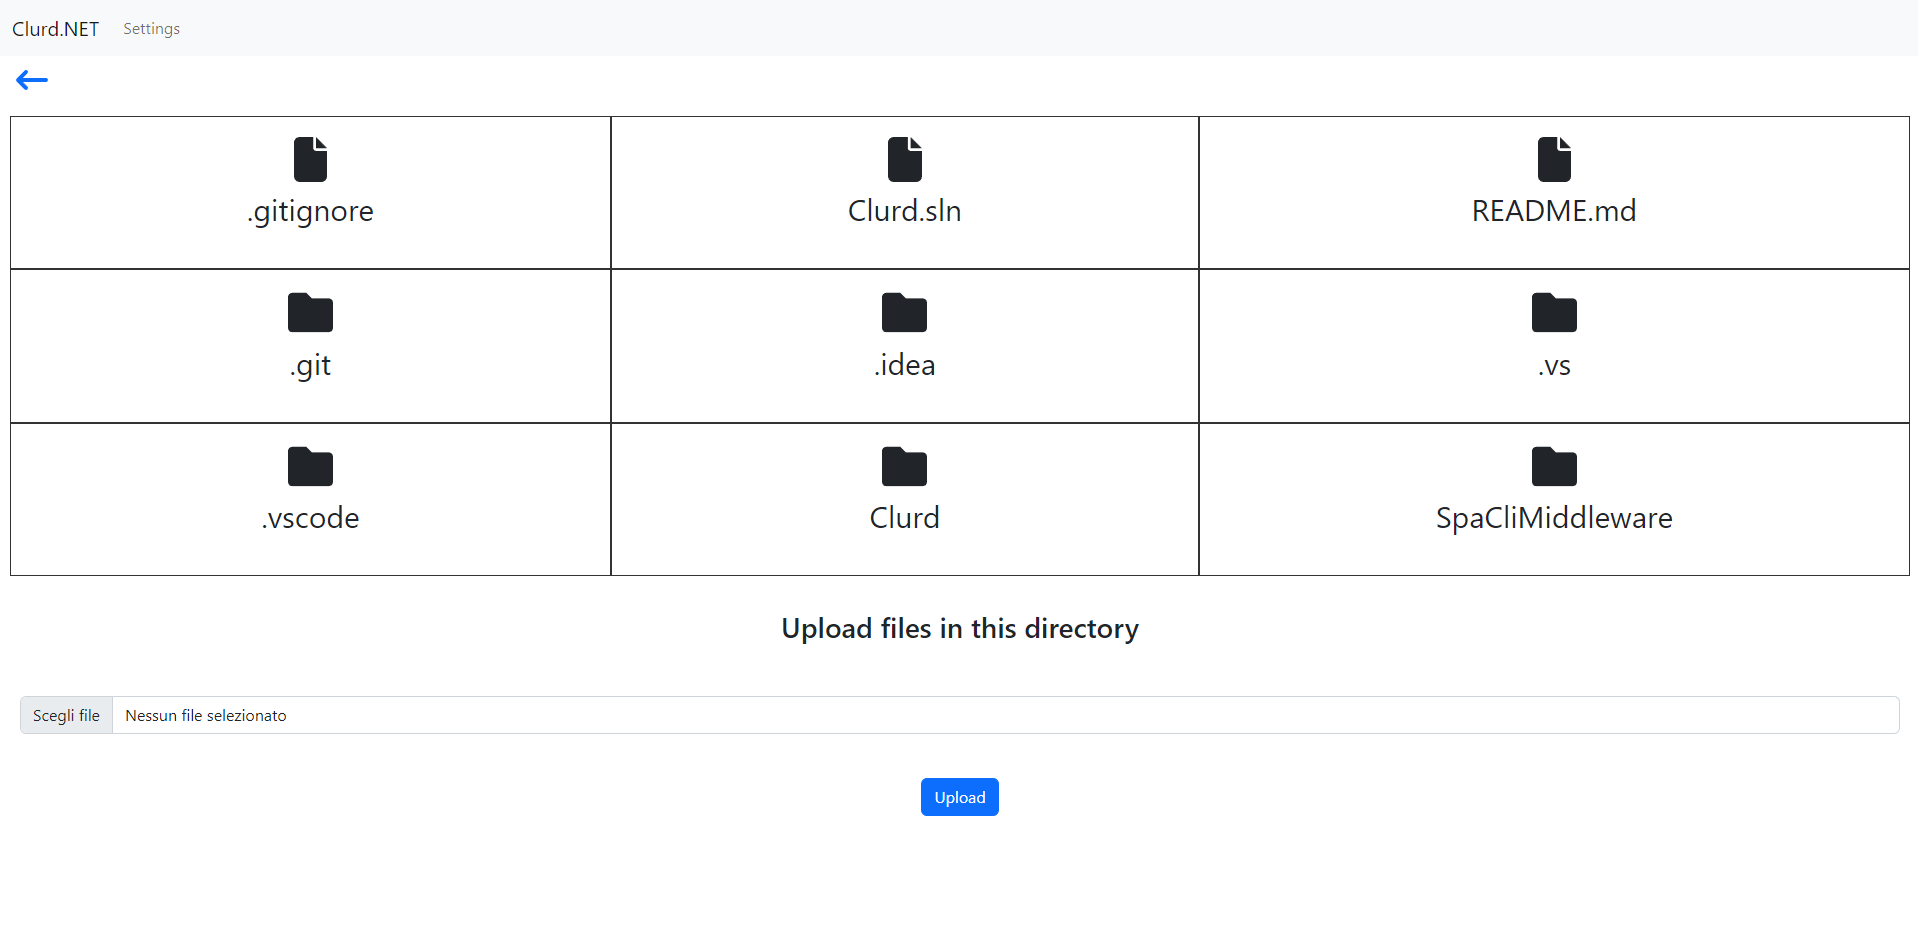 Clurd.NET Settings
.gitignore Clurd.sln README.md
.git .idea .vs
.vscode Clurd SpaCliMiddleware
Upload files in this directory
Scegli file Nessun file selezionato
Upload